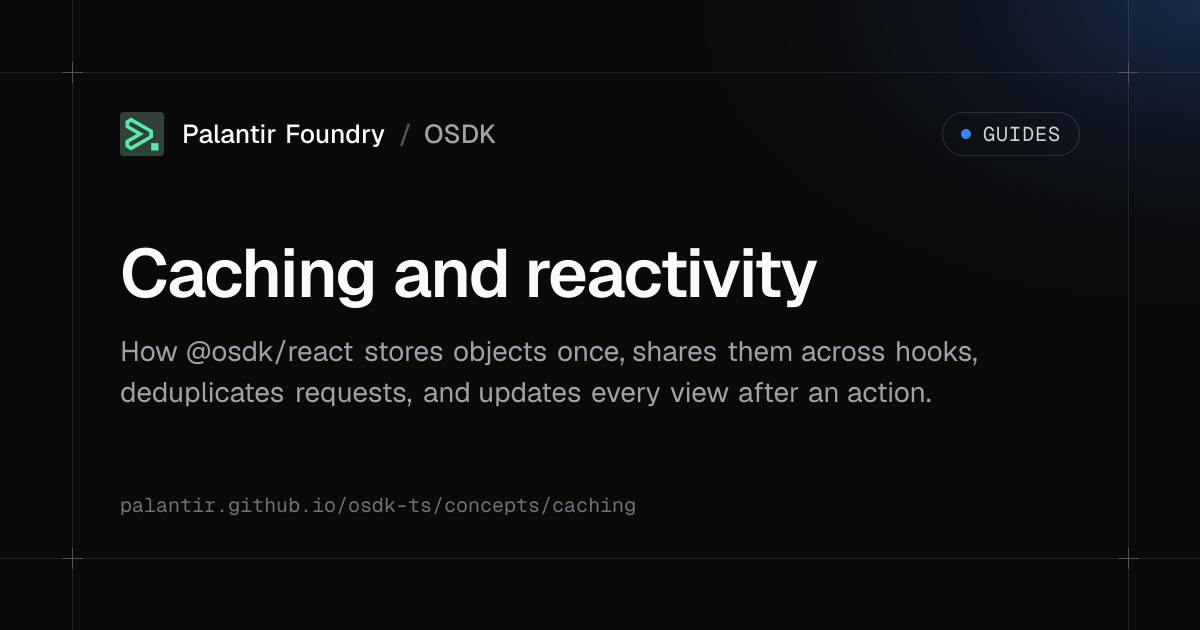 Palantir Foundry / OSDK
GUIDES
Caching and reactivity
How @osdk/react stores objects once, shares them across hooks,
deduplicates requests, and updates every view after an action.
palantir.github.io/osdk-ts/concepts/caching